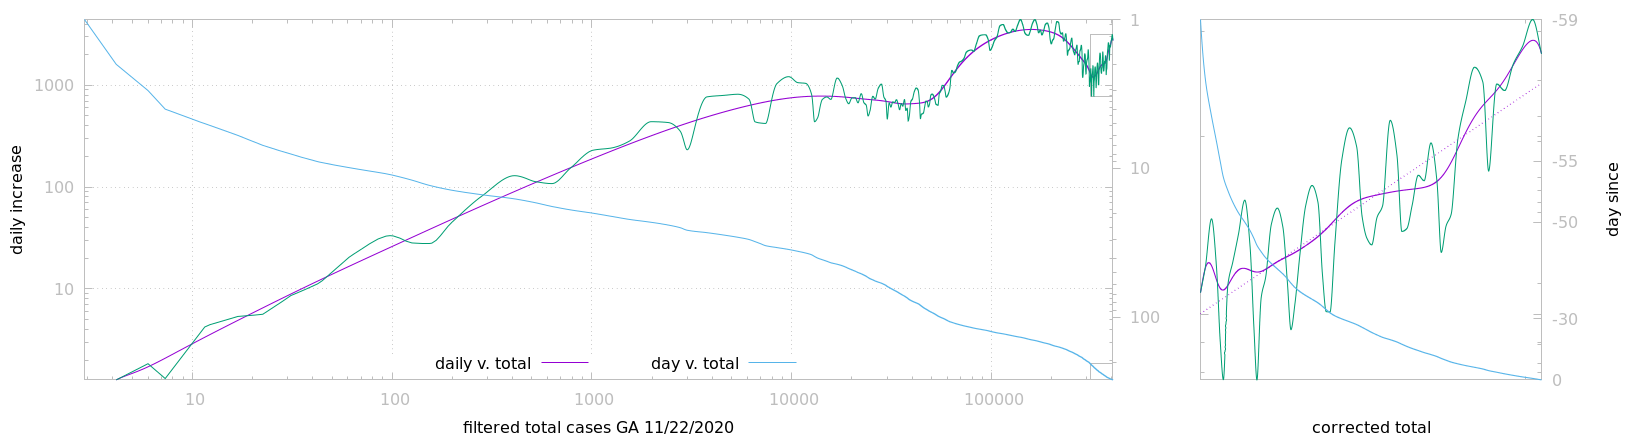 daily increase
1000
100
10
1
10
100
daily v. total
day v. total
10
100
1000
10000
100000
filtered total cases GA 11/22/2020
-59
-55
-50
-30
0
day since
corrected total